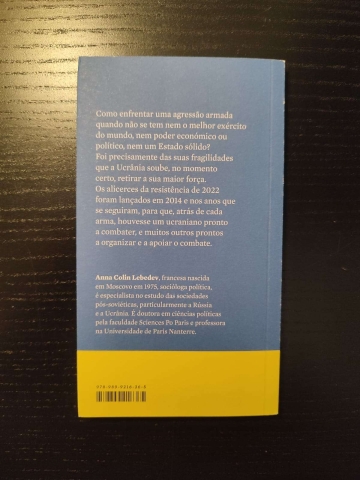 Como enfrentar uma agressão armada
quando não se tem nem o melhor exército
do mundo, nem poder económico ou
político, nem um Estado sólido?
Foi precisamente das suas fragilidades
que a Ucrânia soube, no momento
certo, retirar a sua maior força.
Os alicerces da resistência de 2022
foram lançados em 2014 e nos anos que
se seguiram, para que, atrás de cada
arma, houvesse um ucraniano pronto
a combater, e muitos outros prontos
a organizar e a apoiar o combate.
Anna Colin Lebedev, francesa nascida
em Moscovo em 1975, socióloga política,
é especialista no estudo das sociedades
pós-soviéticas, particularmente a Rússia
e a Ucrânia. É doutora em ciências políticas
pela faculdade Sciences Po Paris e professora
na Universidade de Paris Nanterre.